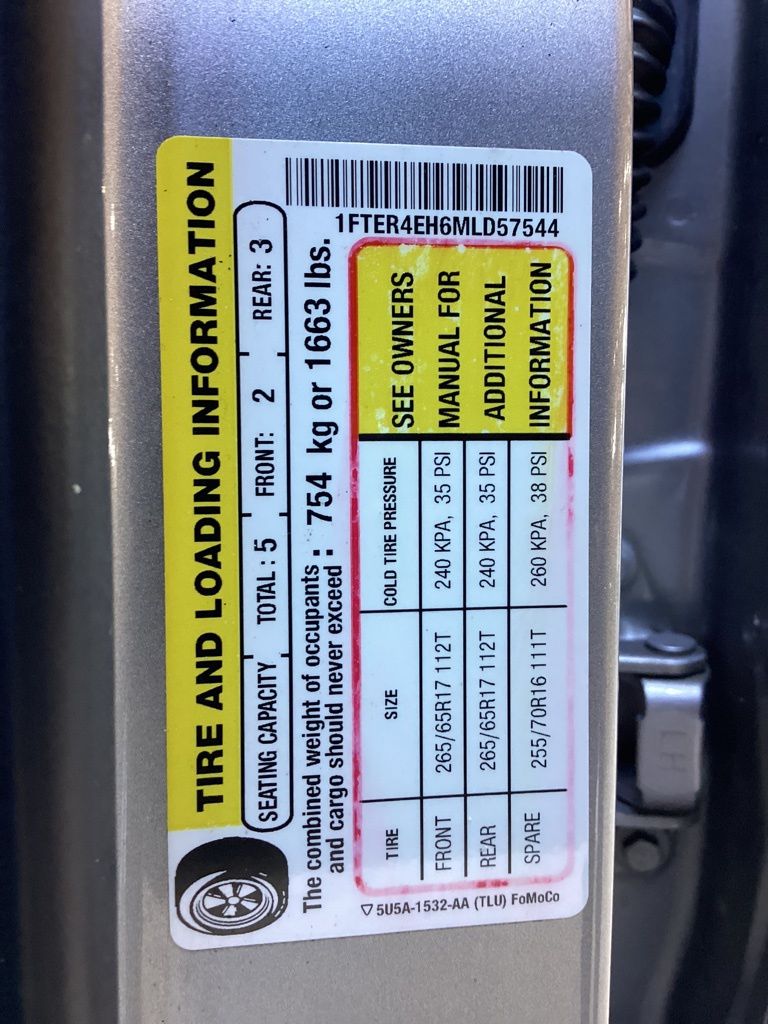 TIRE AND LOADING INFORMATION
SEATING CAPACITY TOTAL : 5 FRONT: 2 REAR: 3
The combined weight of occupants
and cargo should never exceed : 754 kg or 1663 lbs.
1FTER4EH6MLD57544
TIRE SIZE COLD TIRE PRESSURE
FRONT 265/65R17 112T 240 KPA, 35 PSI
REAR 265/65R17 112T 240 KPA, 35 PSI
SPARE 255/70R16 111T 260 KPA, 38 PSI
SEE OWNERS
MANUAL FOR
ADDITIONAL
INFORMATION
5U5A-1532-AA (TLU) FoMoCo
LH